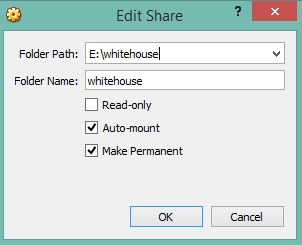 Edit Share
?
Folder Path: E:\whitehouse
Folder Name: whitehouse
Read-only
Auto-mount
Make Permanent
OK Cancel